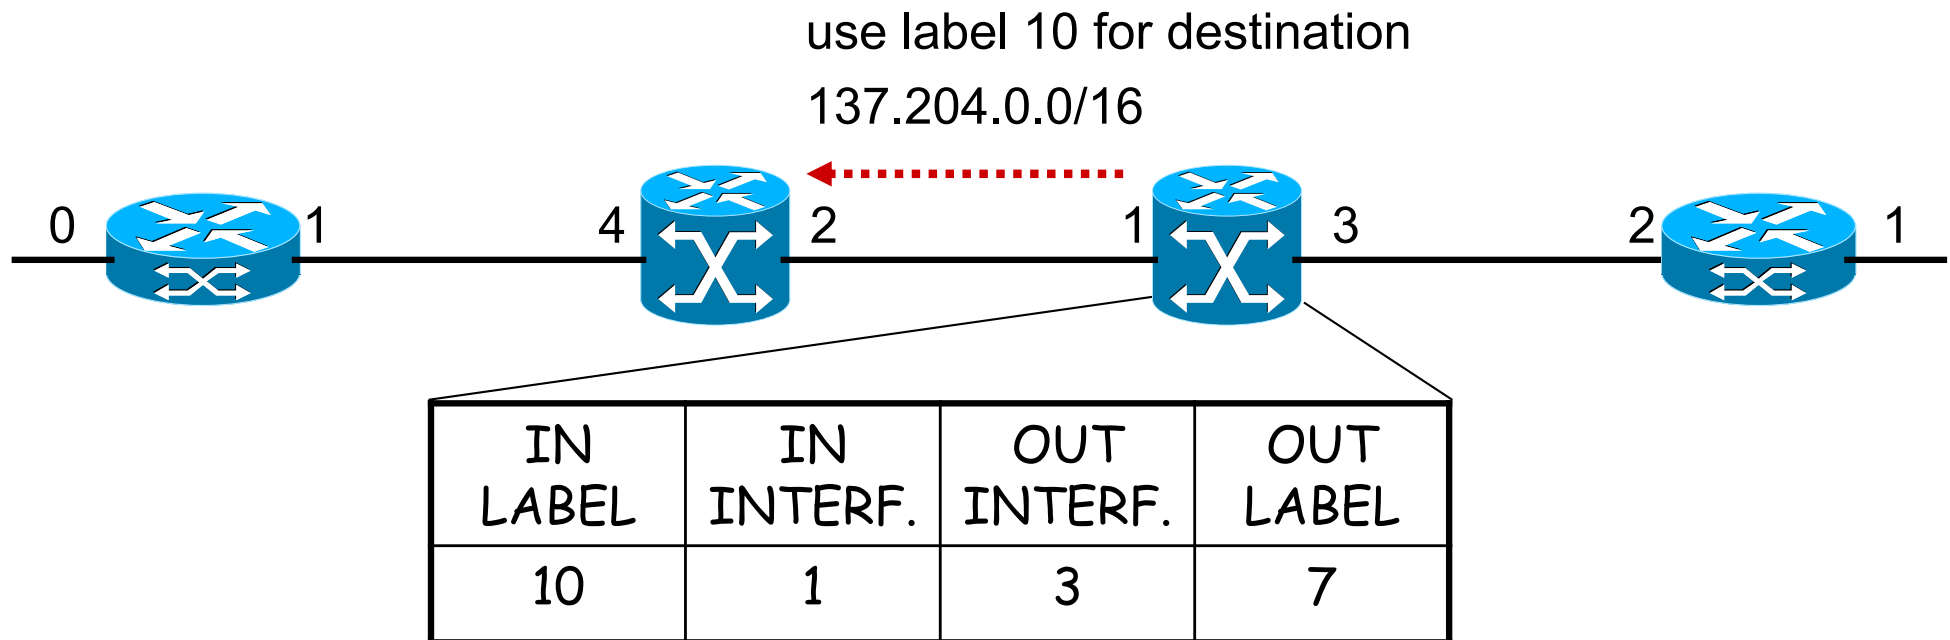 use label 10 for destination
137.204.0.0/16
0 1 4 2 1 3 2 1
IN IN OUT OUT
LABEL INTERF. INTERF. LABEL
10 1 3 7